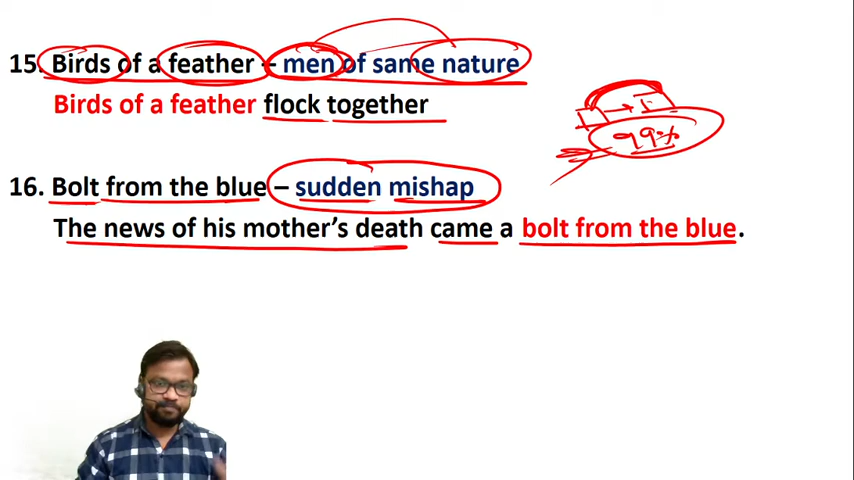 15. Birds of a feather – men of same nature
Birds of a feather flock together
I
99%
16. Bolt from the blue – sudden mishap
The news of his mother's death came a bolt from the blue.